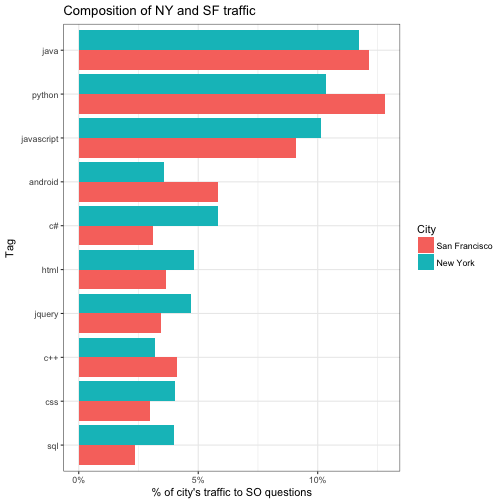 Composition of NY and SF traffic
java
python
javascript
android
c#
html
jquery
c++
css
sql
Tag
0%
5%
10%
% of city's traffic to SO questions
City
San Francisco
New York